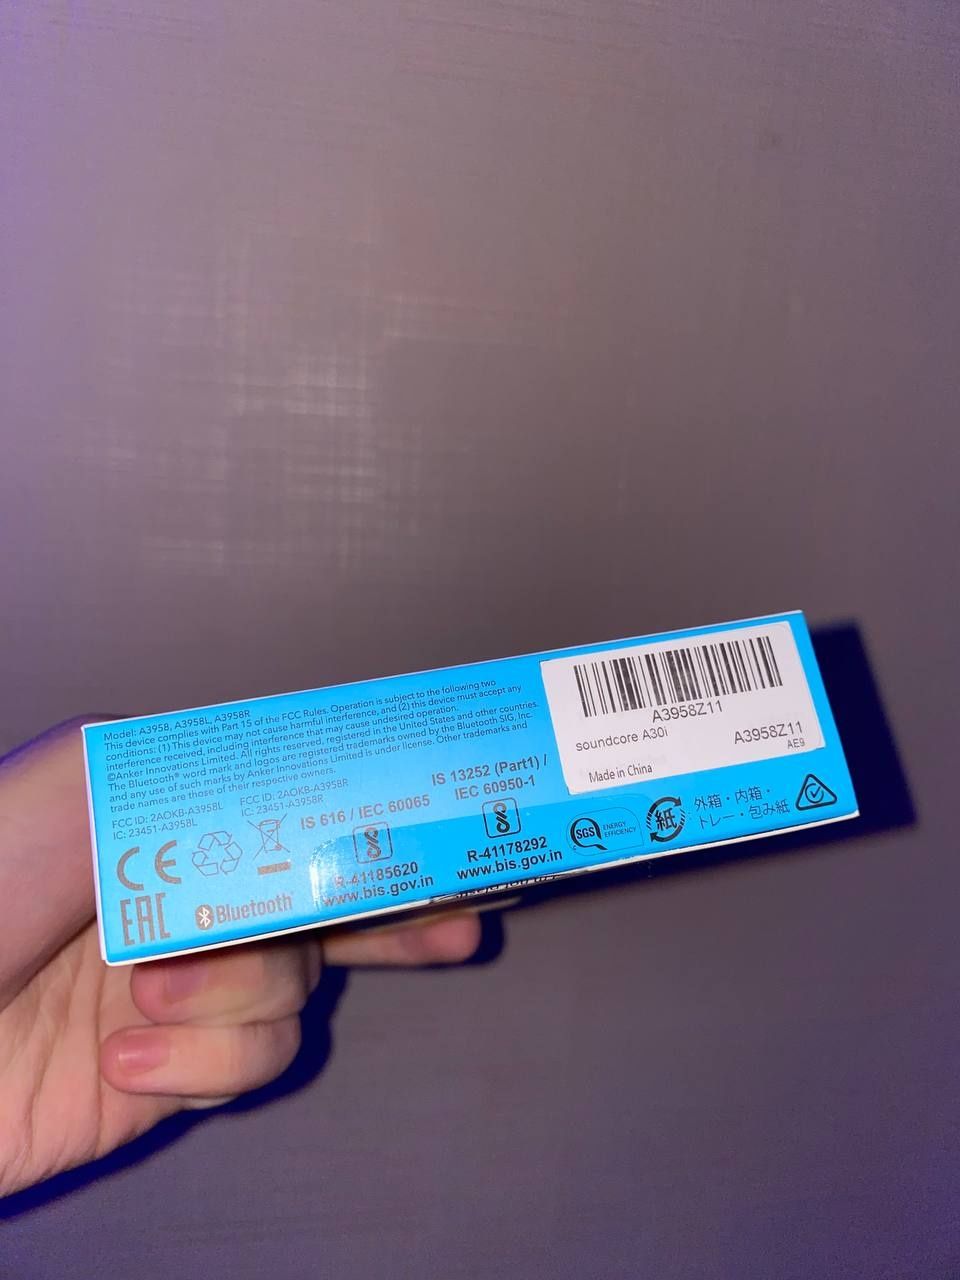 Model: A3958, A3958L, A3958R
This device complies with Part 15 of the FCC Rules. Operation is subject to the following two
conditions: (1) This device may not cause harmful interference, and (2) this device must accept any
interference received, including interference that may cause undesired operation.
©Anker Innovations Limited. All rights reserved, registered in the United States and other countries.
The Bluetooth® word mark and logos are registered trademarks owned by the Bluetooth SIG, Inc.
and any use of such marks by Anker Innovations Limited is under license. Other trademarks and
trade names are those of their respective owners.
FCC ID: 2AOKB-A3958L
IC: 23451-A3958L
FCC ID: 2AOKB-A3958R
IC: 23451-A3958R
IS 616 / IEC 60065
R-41185620
www.bis.gov.in
IS 13252 (Part1) /
IEC 60950-1
R-41178292
www.bis.gov.in
CE
EAC
Bluetooth®
SGS ENERGY
EFFICIENCY
紙
外箱・内箱・
トレー・包み紙
A3958Z11
soundcore A30i
A3958Z11
AE9
Made in China